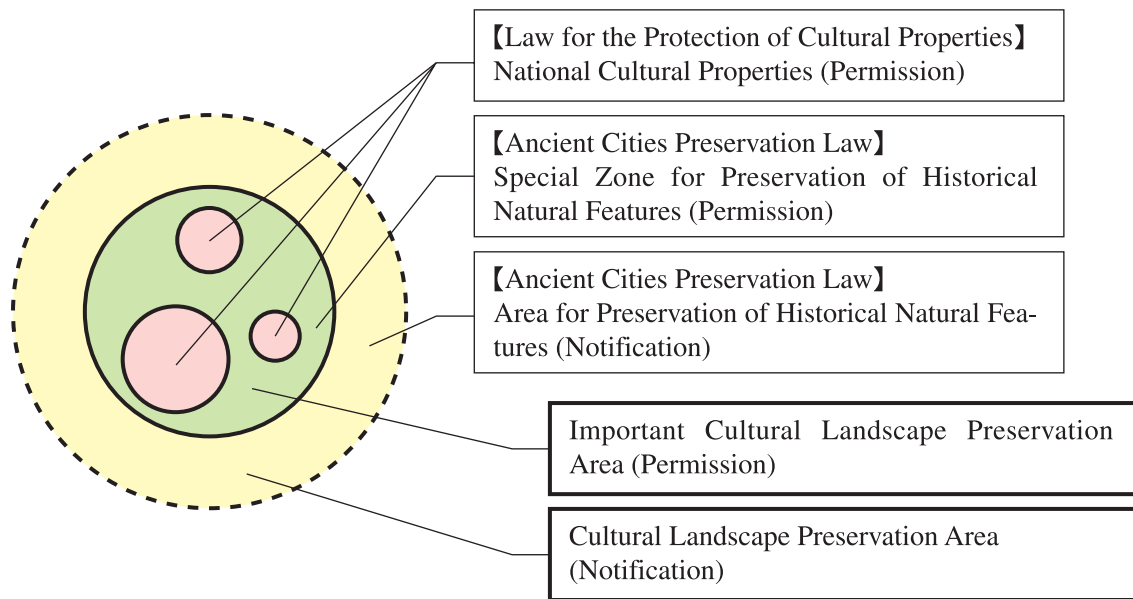 【Law for the Protection of Cultural Properties】
National Cultural Properties (Permission)
【Ancient Cities Preservation Law】
Special Zone for Preservation of Historical
Natural Features (Permission)
【Ancient Cities Preservation Law】
Area for Preservation of Historical Natural Fea-
tures (Notification)
Important Cultural Landscape Preservation
Area (Permission)
Cultural Landscape Preservation Area
(Notification)